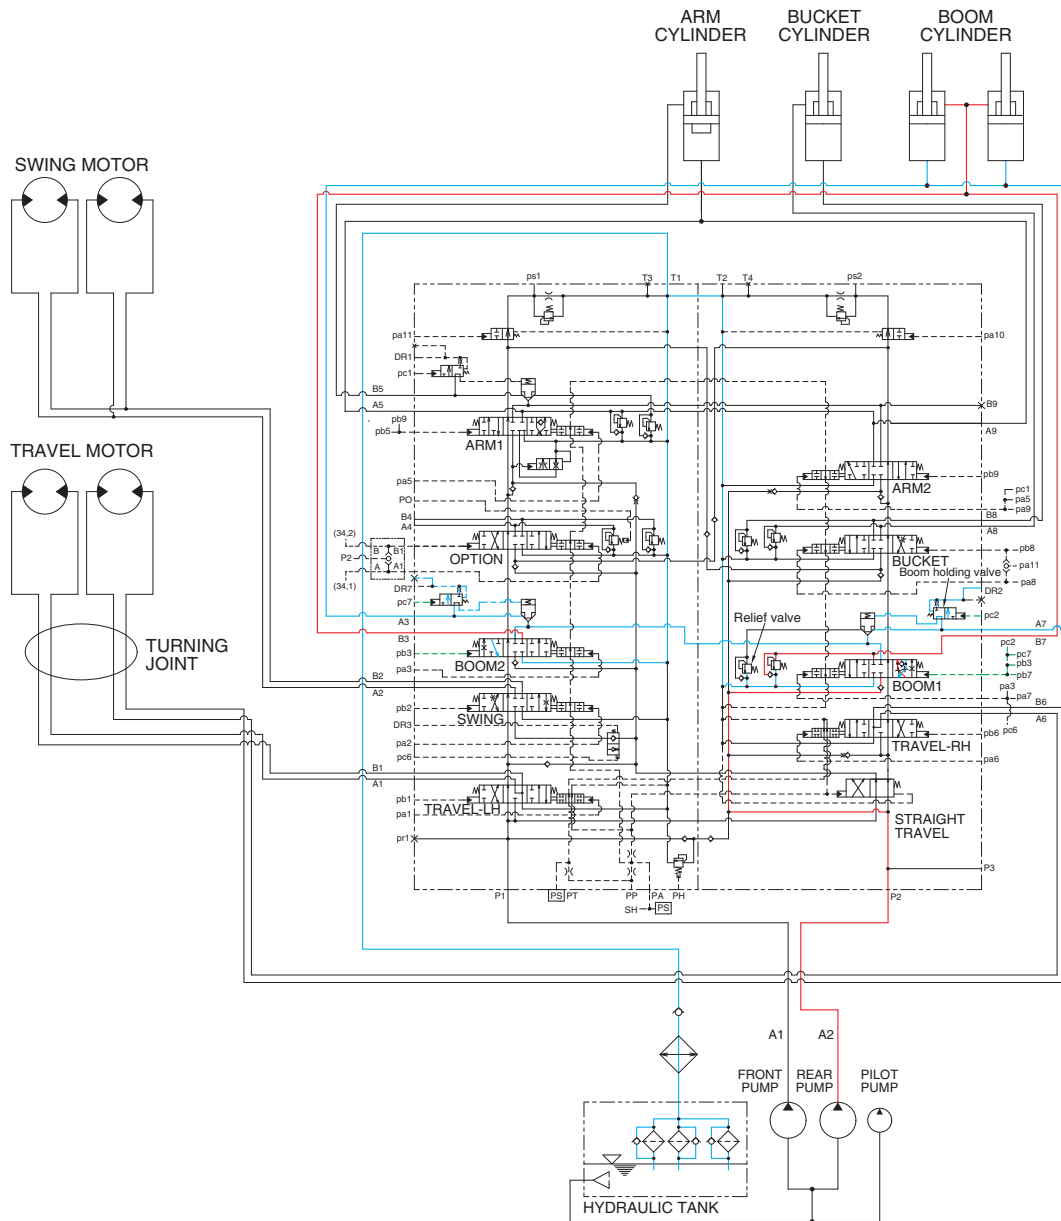 ARM
CYLINDER
BUCKET
CYLINDER
BOOM
CYLINDER
SWING MOTOR
TRAVEL MOTOR
TURNING
JOINT
ps1
T3
T1
T2
T4
ps2
pa11
DR1
pc1
B5
A5
pb9
pb5
ARM1
pa5
PO
B4
A4
(34,2)
B
B1
P2
A
A1
(34,1)
OPTION
DR7
pc7
A3
B3
pb3
BOOM2
pa3
B2
A2
pb2
SWING
DR3
pa2
pc6
B1
A1
pb1
TRAVEL-LH
pa1
pr1
pa10
B9
A9
ARM2
pb9
pc1
pa5
pa9
B8
A8
BUCKET
pb8
pa11
pa8
Boom holding valve
DR2
pc2
Relief valve
A7
B7
pc2
pc7
pb3
pb7
BOOM1
pa3
pa7
B6
A6
pc6
TRAVEL-RH
pb6
pa6
STRAIGHT
TRAVEL
P3
P1
PS
PT
PP
PA
PH
P2
SH
PS
A1
A2
FRONT
PUMP
REAR
PUMP
PILOT
PUMP
HYDRAULIC TANK